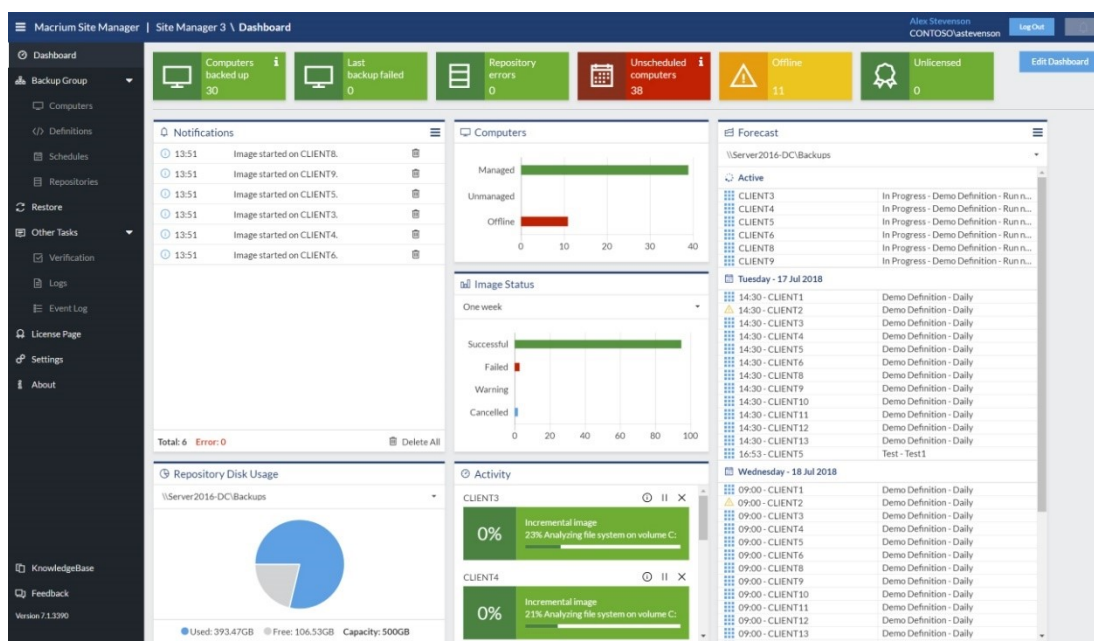 Macrium Site Manager | Site Manager 3 \ Dashboard
Alex Stevenson
CONTOSO\astevenson
Log Out
Dashboard
Backup Group
Computers
Definitions
Schedules
Repositories
Restore
Other Tasks
Verification
Logs
Event Log
License Page
Settings
About
KnowledgeBase
Feedback
Version 7.1.3390
Computers
backed up
30
Last
backup failed
0
Repository
errors
0
Unscheduled
computers
38
Offline
11
Unlicensed
0
Edit Dashboard
Notifications
13:51 Image started on CLIENT8.
13:51 Image started on CLIENT9.
13:51 Image started on CLIENT5.
13:51 Image started on CLIENT3.
13:51 Image started on CLIENT4.
13:51 Image started on CLIENT6.
Total: 6 Error: 0 Delete All
Computers
Managed
Unmanaged
Offline
0 10 20 30 40
Image Status
One week
Successful
Failed
Warning
Cancelled
0 20 40 60 80 100
Repository Disk Usage
\\Server2016-DC\Backups
Used: 393.47GB Free: 106.53GB Capacity: 500GB
Activity
CLIENT3
0%
Incremental image
23% Analyzing file system on volume C:
CLIENT4
0%
Incremental image
21% Analyzing file system on volume C:
Forecast
\\Server2016-DC\Backups
Active
CLIENT3 In Progress - Demo Definition - Run n...
CLIENT4 In Progress - Demo Definition - Run n...
CLIENT5 In Progress - Demo Definition - Run n...
CLIENT6 In Progress - Demo Definition - Run n...
CLIENT8 In Progress - Demo Definition - Run n...
CLIENT9 In Progress - Demo Definition - Run n...
Tuesday - 17 Jul 2018
14:30 - CLIENT1 Demo Definition - Daily
14:30 - CLIENT2 Demo Definition - Daily
14:30 - CLIENT3 Demo Definition - Daily
14:30 - CLIENT4 Demo Definition - Daily
14:30 - CLIENT5 Demo Definition - Daily
14:30 - CLIENT6 Demo Definition - Daily
14:30 - CLIENT8 Demo Definition - Daily
14:30 - CLIENT9 Demo Definition - Daily
14:30 - CLIENT10 Demo Definition - Daily
14:30 - CLIENT11 Demo Definition - Daily
14:30 - CLIENT12 Demo Definition - Daily
14:30 - CLIENT13 Demo Definition - Daily
16:53 - CLIENT5 Test - Test1
Wednesday - 18 Jul 2018
09:00 - CLIENT1 Demo Definition - Daily
09:00 - CLIENT2 Demo Definition - Daily
09:00 - CLIENT3 Demo Definition - Daily
09:00 - CLIENT4 Demo Definition - Daily
09:00 - CLIENT5 Demo Definition - Daily
09:00 - CLIENT6 Demo Definition - Daily
09:00 - CLIENT8 Demo Definition - Daily
09:00 - CLIENT9 Demo Definition - Daily
09:00 - CLIENT10 Demo Definition - Daily
09:00 - CLIENT11 Demo Definition - Daily
09:00 - CLIENT12 Demo Definition - Daily
09:00 - CLIENT13 Demo Definition - Daily